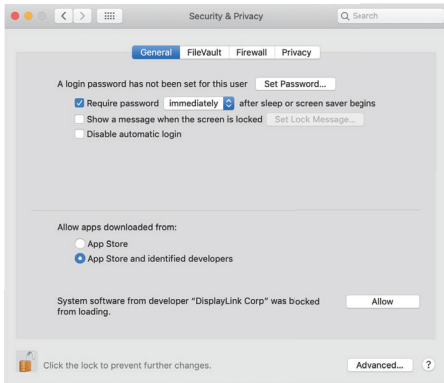 Security & Privacy
Search
General FileVault Firewall Privacy
A login password has not been set for this user Set Password...
Require password immediately after sleep or screen saver begins
Show a message when the screen is locked Set Lock Message...
Disable automatic login
Allow apps downloaded from:
App Store
App Store and identified developers
System software from developer “DisplayLink Corp” was bocked Allow
from loading.
Click the lock to prevent further changes. Advanced... ?